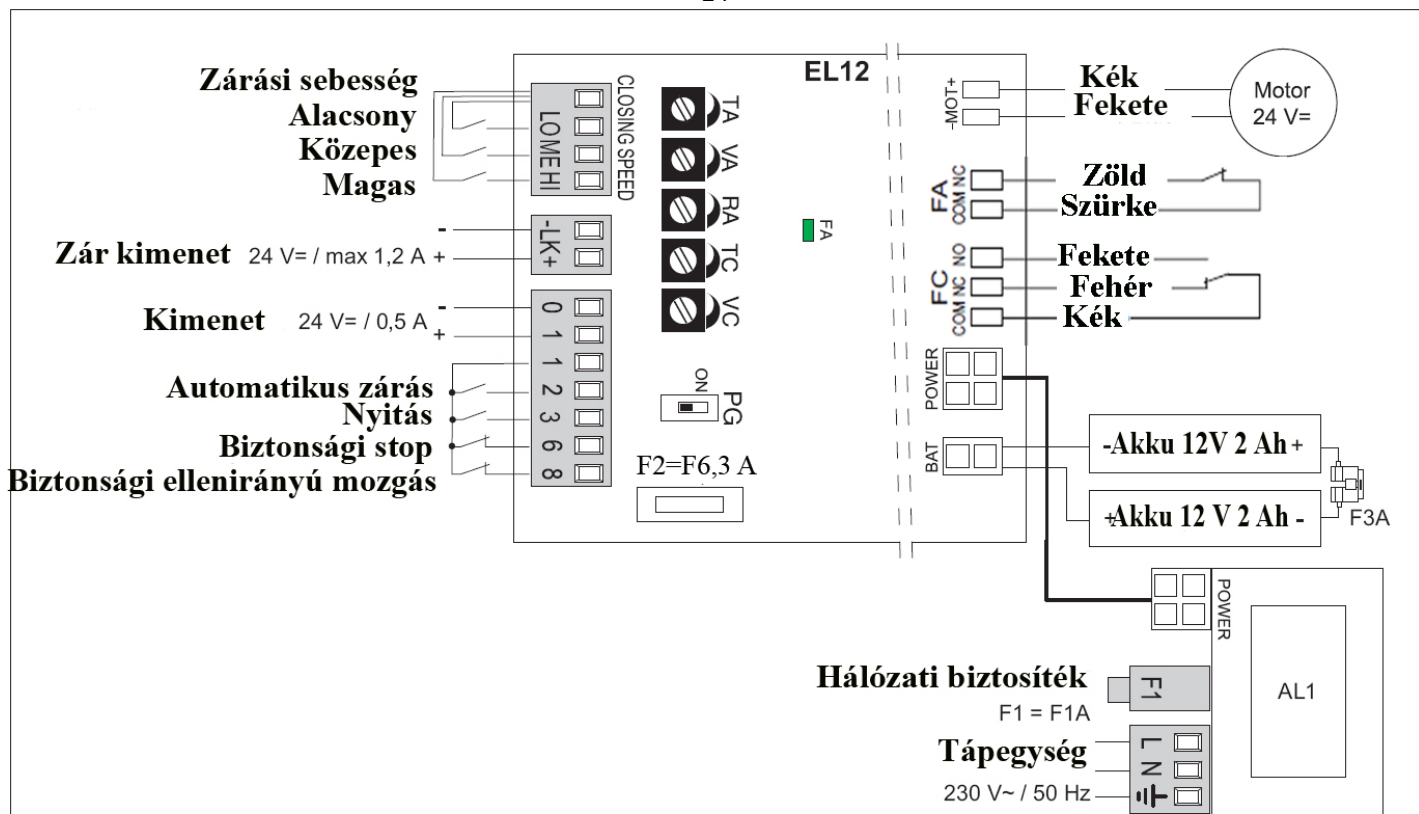 EL12
Zárási sebesség
Alacsony
Közepes
Magas
LO ME HI
CLOSING SPEED
Zár kimenet 24 V= / max 1,2 A
-
+
-LK+
Kimenet 24 V= / 0,5 A
-
+
0
1
1
Automatikus zárás
2
Nyitás
3
Biztonsági stop
6
Biztonsági ellenirányú mozgás
8
TA
VA
RA
TC
VC
FA
ON
PG
F2=F6,3 A
-MOT+
Kék
Fekete
Motor
24 V=
FA
COM NC
Zöld
Szürke
FC
COM NC NO
Fekete
Fehér
Kék
POWER
BAT
-Akku 12V 2 Ah +
+Akku 12 V 2 Ah -
F3A
POWER
Hálózati biztosíték
F1 = F1A
F1
AL1
Tápegység
230 V~ / 50 Hz
L
N